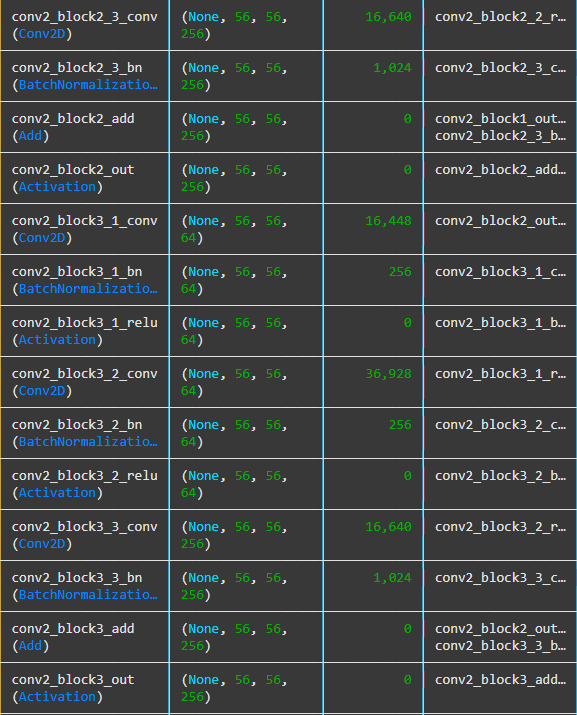 conv2_block2_3_conv (None, 56, 56, 16,640 conv2_block2_2_r…
(Conv2D) 256)
conv2_block2_3_bn (None, 56, 56, 1,024 conv2_block2_3_c…
(BatchNormalizatio… 256)
conv2_block2_add (None, 56, 56, 0 conv2_block1_out…
(Add) 256) conv2_block2_3_b…
conv2_block2_out (None, 56, 56, 0 conv2_block2_add…
(Activation) 256)
conv2_block3_1_conv (None, 56, 56, 16,448 conv2_block2_out…
(Conv2D) 64)
conv2_block3_1_bn (None, 56, 56, 256 conv2_block3_1_c…
(BatchNormalizatio… 64)
conv2_block3_1_relu (None, 56, 56, 0 conv2_block3_1_b…
(Activation) 64)
conv2_block3_2_conv (None, 56, 56, 36,928 conv2_block3_1_r…
(Conv2D) 64)
conv2_block3_2_bn (None, 56, 56, 256 conv2_block3_2_c…
(BatchNormalizatio… 64)
conv2_block3_2_relu (None, 56, 56, 0 conv2_block3_2_b…
(Activation) 64)
conv2_block3_3_conv (None, 56, 56, 16,640 conv2_block3_2_r…
(Conv2D) 256)
conv2_block3_3_bn (None, 56, 56, 1,024 conv2_block3_3_c…
(BatchNormalizatio… 256)
conv2_block3_add (None, 56, 56, 0 conv2_block2_out…
(Add) 256) conv2_block3_3_b…
conv2_block3_out (None, 56, 56, 0 conv2_block3_add…
(Activation) 256)